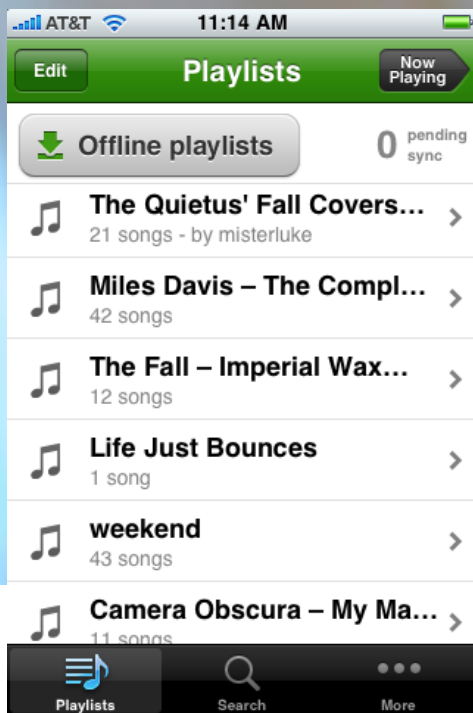 AT&T 11:14 AM
Edit Playlists Now Playing
Offline playlists 0 pending sync
The Quietus' Fall Covers...
21 songs - by misterluke
Miles Davis – The Compl...
42 songs
The Fall – Imperial Wax...
12 songs
Life Just Bounces
1 song
weekend
43 songs
Camera Obscura – My Ma...
11 songs
Playlists Search More